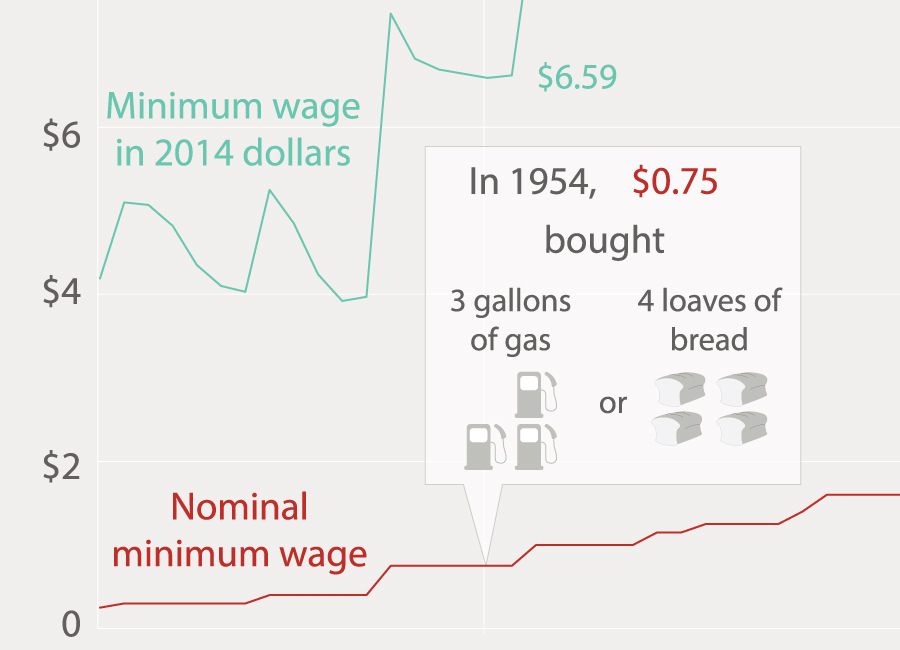 $6.59
Minimum wage
in 2014 dollars
$6
In 1954, $0.75
bought
3 gallons
of gas
or
4 loaves of
bread
$4
$2
Nominal
minimum wage
0